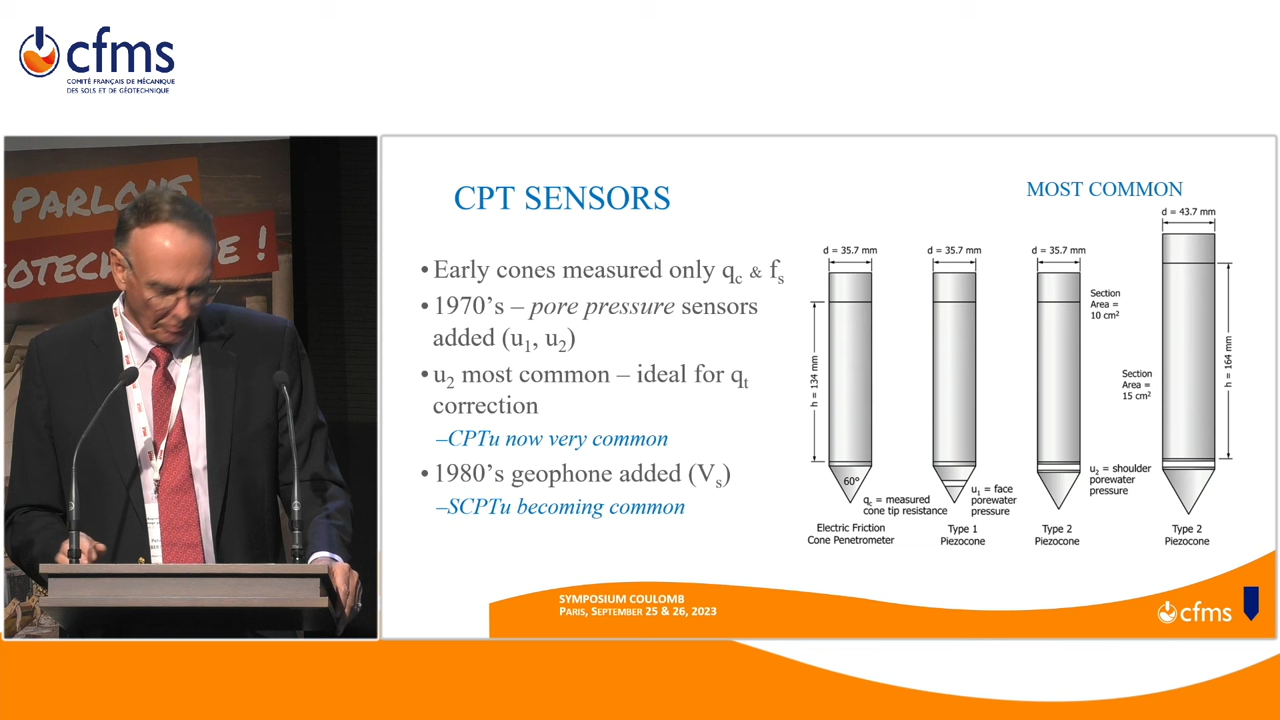 cfms
COMITÉ FRANÇAIS DE MÉCANIQUE
DES SOLS ET DE GÉOTECHNIQUE
PARLONS
OTECH
E !
CPT SENSORS
• Early cones measured only qc & fs
• 1970’s – pore pressure sensors
added (u1, u2)
• u2 most common – ideal for qt
correction
–CPTu now very common
• 1980’s geophone added (Vs)
–SCPTu becoming common
MOST COMMON
d = 35.7 mm
d = 35.7 mm
d = 35.7 mm
d = 43.7 mm
h = 134 mm
Section
Area =
10 cm²
Section
Area =
15 cm²
h = 164 mm
60°
qc = measured
cone tip resistance
u1 = face
porewater
pressure
u2 = shoulder
porewater
pressure
Electric Friction
Cone Penetrometer
Type 1
Piezocone
Type 2
Piezocone
Type 2
Piezocone
SYMPOSIUM COULOMB
PARIS, SEPTEMBER 25 & 26, 2023
cfms